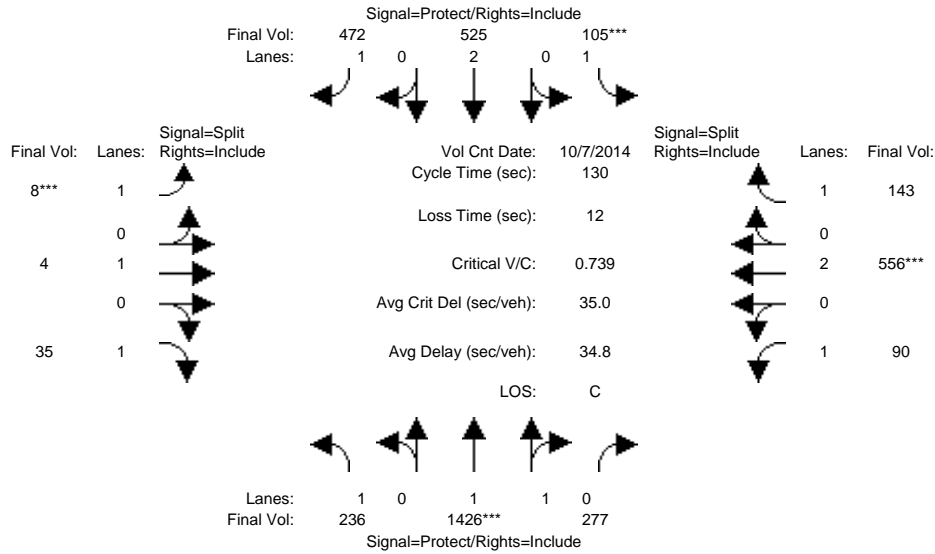 Signal=Protect/Rights=Include
Final Vol: 472 525 105***
Lanes: 1 0 2 0 1
Signal=Split Signal=Split
Final Vol: Lanes: Rights=Include Vol Cnt Date: 10/7/2014 Rights=Include Lanes: Final Vol:
Cycle Time (sec): 130
8*** 1 1 143
Loss Time (sec): 12
0 0
4 1 Critical V/C: 0.739 2 556***
0 Avg Crit Del (sec/veh): 35.0 0
35 1 Avg Delay (sec/veh): 34.8 1 90
LOS: C
Lanes: 1 0 1 1 0
Final Vol: 236 1426*** 277
Signal=Protect/Rights=Include